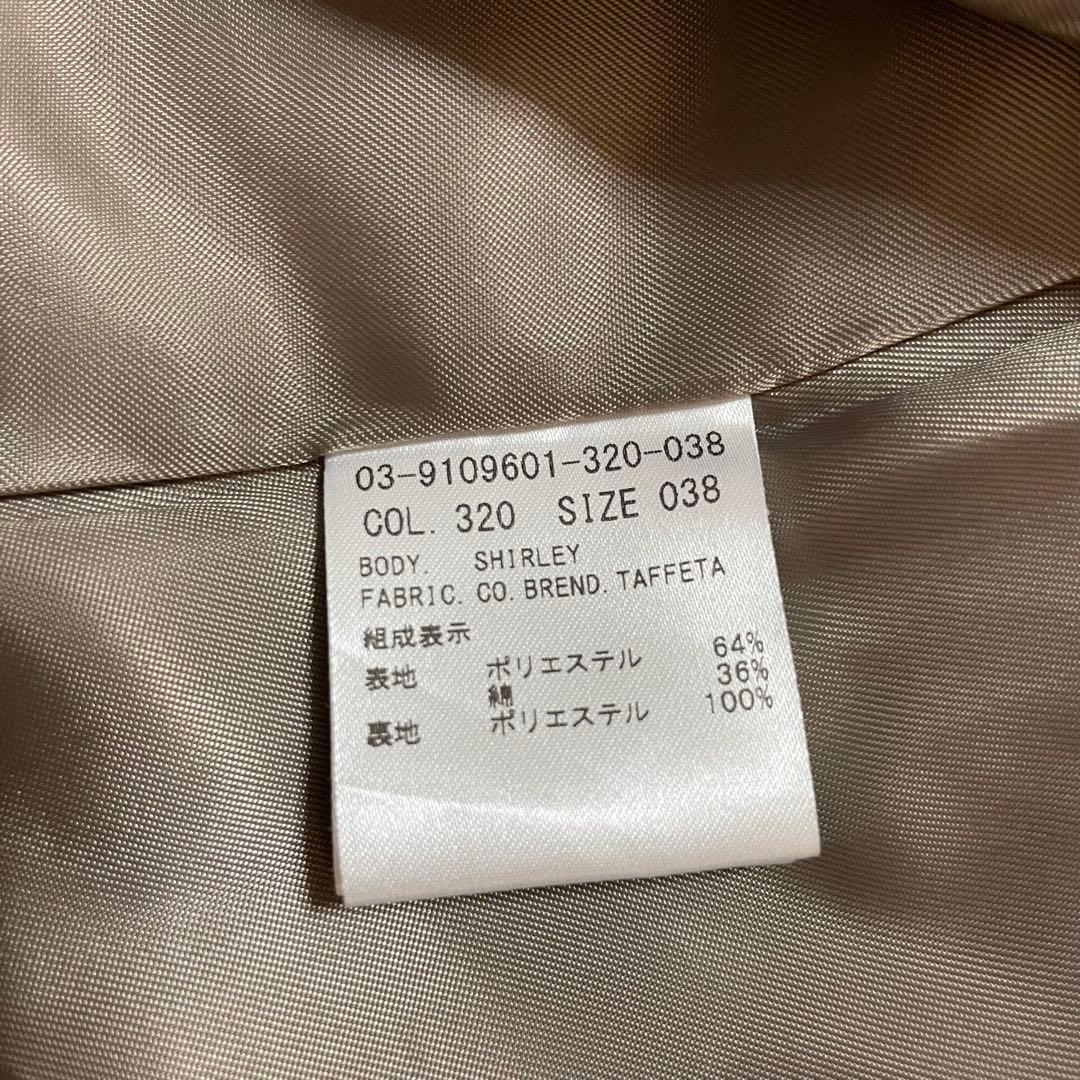 03-9109601-320-038
COL. 320 SIZE 038
BODY. SHIRLEY
FABRIC. CO. BREND. TAFFETA
組成表示
表地 ポリエステル 64%
綿 36%
裏地 ポリエステル 100%